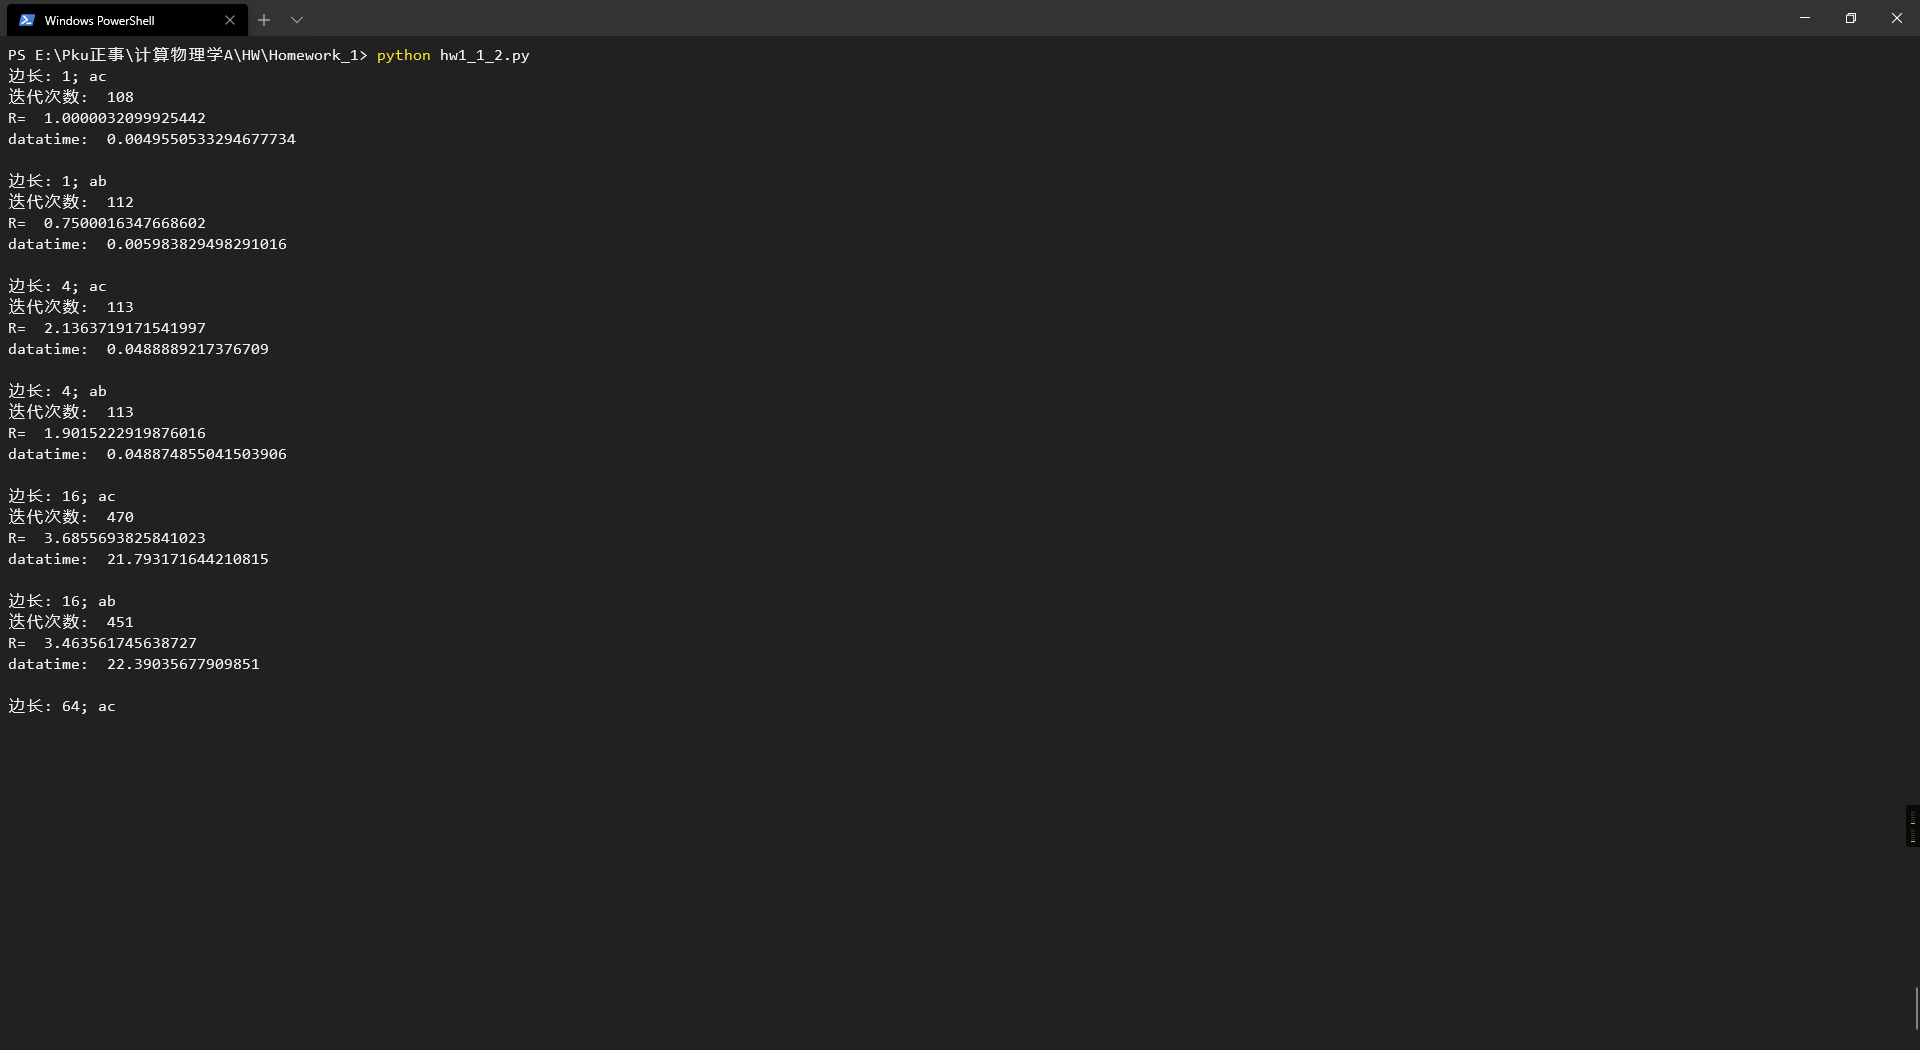 Windows PowerShell
PS E:\Pku正事\计算物理学A\HW\Homework_1> python hw1_1_2.py
边长: 1; ac
迭代次数:  108
R=  1.0000032099925442
datatime:  0.0049550533294677734
边长: 1; ab
迭代次数:  112
R=  0.7500016347668602
datatime:  0.005983829498291016
边长: 4; ac
迭代次数:  113
R=  2.1363719171541997
datatime:  0.0488889217376709
边长: 4; ab
迭代次数:  113
R=  1.9015222919876016
datatime:  0.048874855041503906
边长: 16; ac
迭代次数:  470
R=  3.6855693825841023
datatime:  21.793171644210815
边长: 16; ab
迭代次数:  451
R=  3.463561745638727
datatime:  22.39035677909851
边长: 64; ac